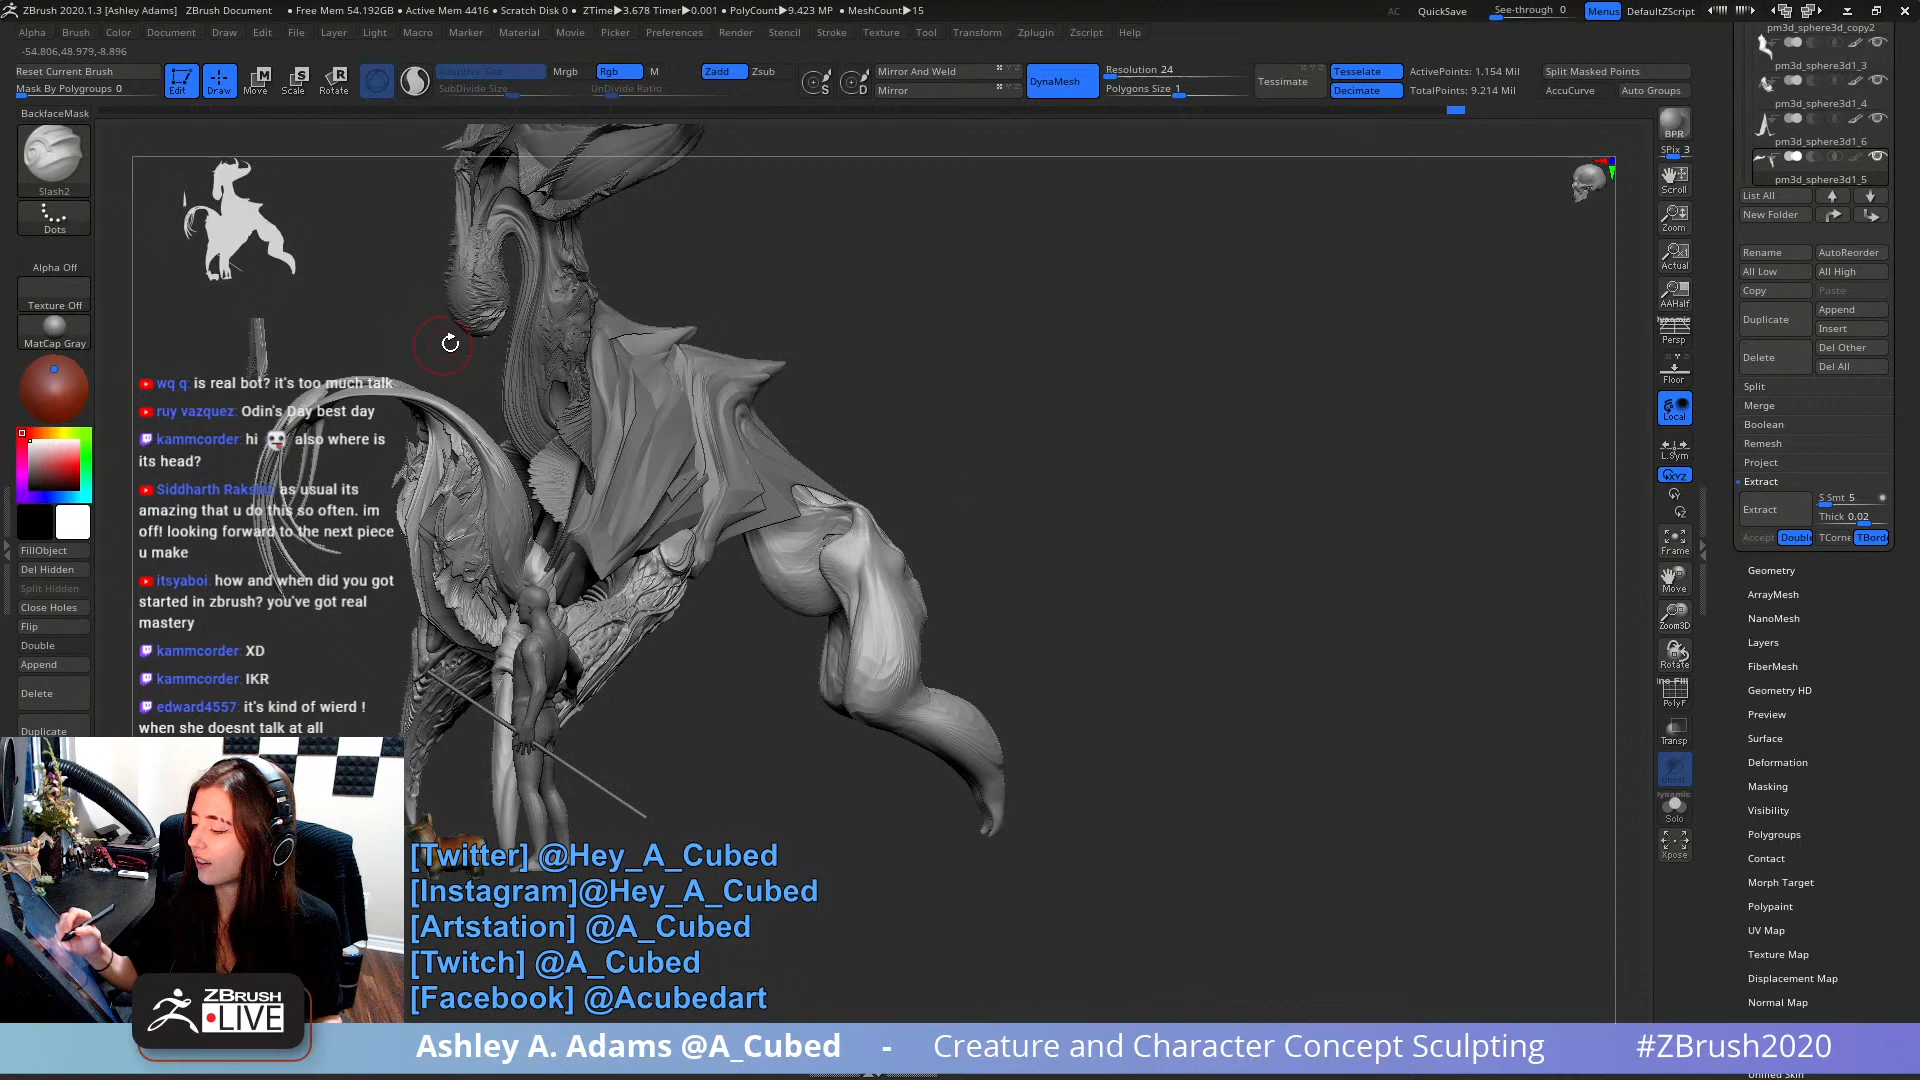 ZBrush 2020.1.3 [Ashley Adams] ZBrush Document • Free Mem 54.192GB • Active Mem 4416 • Scratch Disk 0 • ZTime▶3.678 Timer▶0.001 • PolyCount▶9.423 MP • MeshCount▶15
AC QuickSave See-through 0 Menus DefaultZScript
Alpha Brush Color Document Draw Edit File Layer Light Macro Marker Material Movie Picker Preferences Render Stencil Stroke Texture Tool Transform Zplugin Zscript Help
-54.806,48.979,-8.896
Reset Current Brush
Mask By Polygroups 0
Edit Draw Move Scale Rotate
SubDivide Size
Mrgb Rgb M Zadd Zsub
UnDivide Ratio
Mirror And Weld
Mirror
DynaMesh
Resolution 24
Polygons Size 1
Tessimate
Tesselate
Decimate
ActivePoints: 1.154 Mil
TotalPoints: 9.214 Mil
Split Masked Points
AccuCurve Auto Groups
BackfaceMask
Slash2
Dots
Alpha Off
Texture Off
MatCap Gray
FillObject
Del Hidden
Split Hidden
Close Holes
Flip
Double
Append
Delete
Duplicate
wq q: is real bot? it's too much talk
ruy vazquez: Odin's Day best day
kammcorder: hi also where is
its head?
Siddharth Rakshit: as usual its
amazing that u do this so often. im
off! looking forward to the next piece
u make
itsyaboi: how and when did you got
started in zbrush? you've got real
mastery
kammcorder: XD
kammcorder: IKR
edward4557: it's kind of wierd !
when she doesnt talk at all
BPR
SPix 3
Scroll
Zoom
Actual
AAHalf
Dynamic
Persp
Floor
Local
L.Sym
XYZ
Frame
Move
Zoom3D
Rotate
Line Fill
PolyF
Transp
Ghost
Dynamic
Solo
Xpose
pm3d_sphere3d_copy2
pm3d_sphere3d1_3
pm3d_sphere3d1_4
pm3d_sphere3d1_6
pm3d_sphere3d1_5
List All
New Folder
Rename AutoReorder
All Low All High
Copy Paste
Duplicate Append
Insert
Delete Del Other
Del All
Split
Merge
Boolean
Remesh
Project
Extract
Extract S Smt 5
Thick 0.02
Accept Double TCorne TBord
Geometry
ArrayMesh
NanoMesh
Layers
FiberMesh
Geometry HD
Preview
Surface
Deformation
Masking
Visibility
Polygroups
Contact
Morph Target
Polypaint
UV Map
Texture Map
Displacement Map
Normal Map
[Twitter] @Hey_A_Cubed
[Instagram]@Hey_A_Cubed
[Artstation] @A_Cubed
[Twitch] @A_Cubed
[Facebook] @Acubedart
ZBRUSH
LIVE
Ashley A. Adams @A_Cubed - Creature and Character Concept Sculpting #ZBrush2020